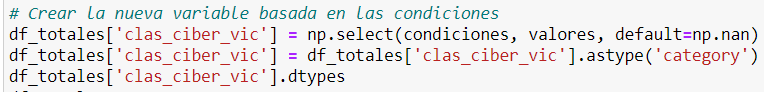 # Crear la nueva variable basada en las condiciones
df_totales['clas_ciber_vic'] = np.select(condiciones, valores, default=np.nan)
df_totales['clas_ciber_vic'] = df_totales['clas_ciber_vic'].astype('category')
df_totales['clas_ciber_vic'].dtypes